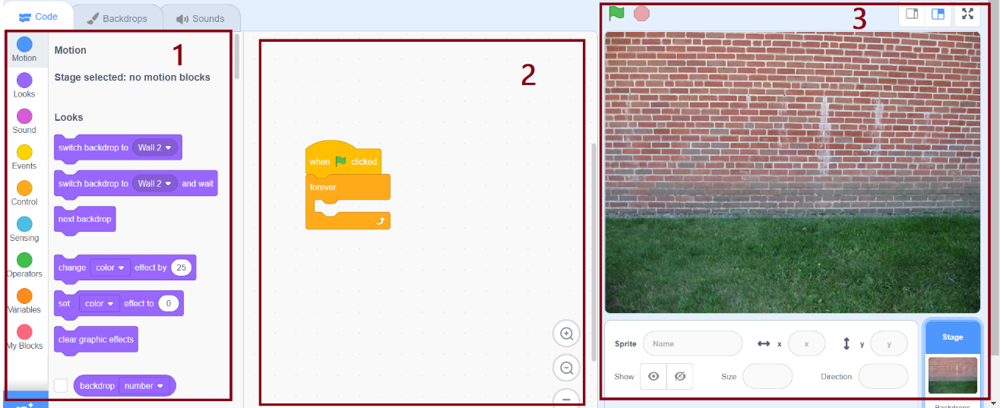 Code
Backdrops
Sounds
1
Motion
Looks
Sound
Events
Control
Sensing
Operators
Variables
My Blocks
Motion
Stage selected: no motion blocks
Looks
switch backdrop to Wall 2
switch backdrop to Wall 2 and wait
next backdrop
change color effect by 25
set color effect to 0
clear graphic effects
backdrop number
2
when clicked
forever
3
Sprite Name x x y y
Show Size Direction
Stage
Backdrops